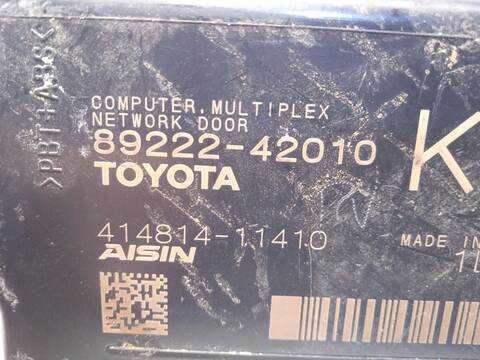 >PBT+ABS<
COMPUTER, MULTIPLEX
NETWORK DOOR
89222-42010
K
TOYOTA
414814-11410
AISIN
MADE IN